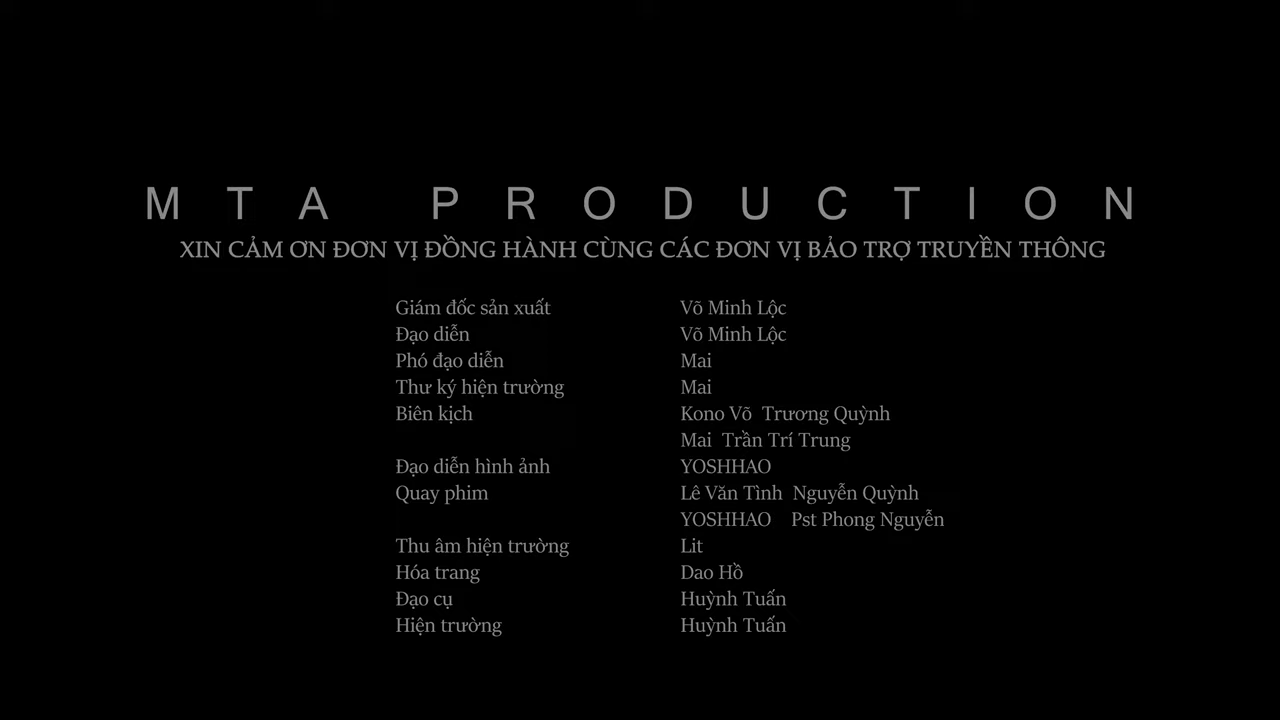 MTA PRODUCTION
XIN CẢM ƠN ĐƠN VỊ ĐỒNG HÀNH CÙNG CÁC ĐƠN VỊ BẢO TRỢ TRUYỀN THÔNG
Giám đốc sản xuất Võ Minh Lộc
Đạo diễn Võ Minh Lộc
Phó đạo diễn Mai
Thư ký hiện trường Mai
Biên kịch Kono Võ Trương Quỳnh
Mai Trần Trí Trung
Đạo diễn hình ảnh YOSHHAO
Quay phim Lê Văn Tình Nguyễn Quỳnh
YOSHHAO Pst Phong Nguyễn
Thu âm hiện trường Lit
Hóa trang Dao Hồ
Đạo cụ Huỳnh Tuấn
Hiện trường Huỳnh Tuấn